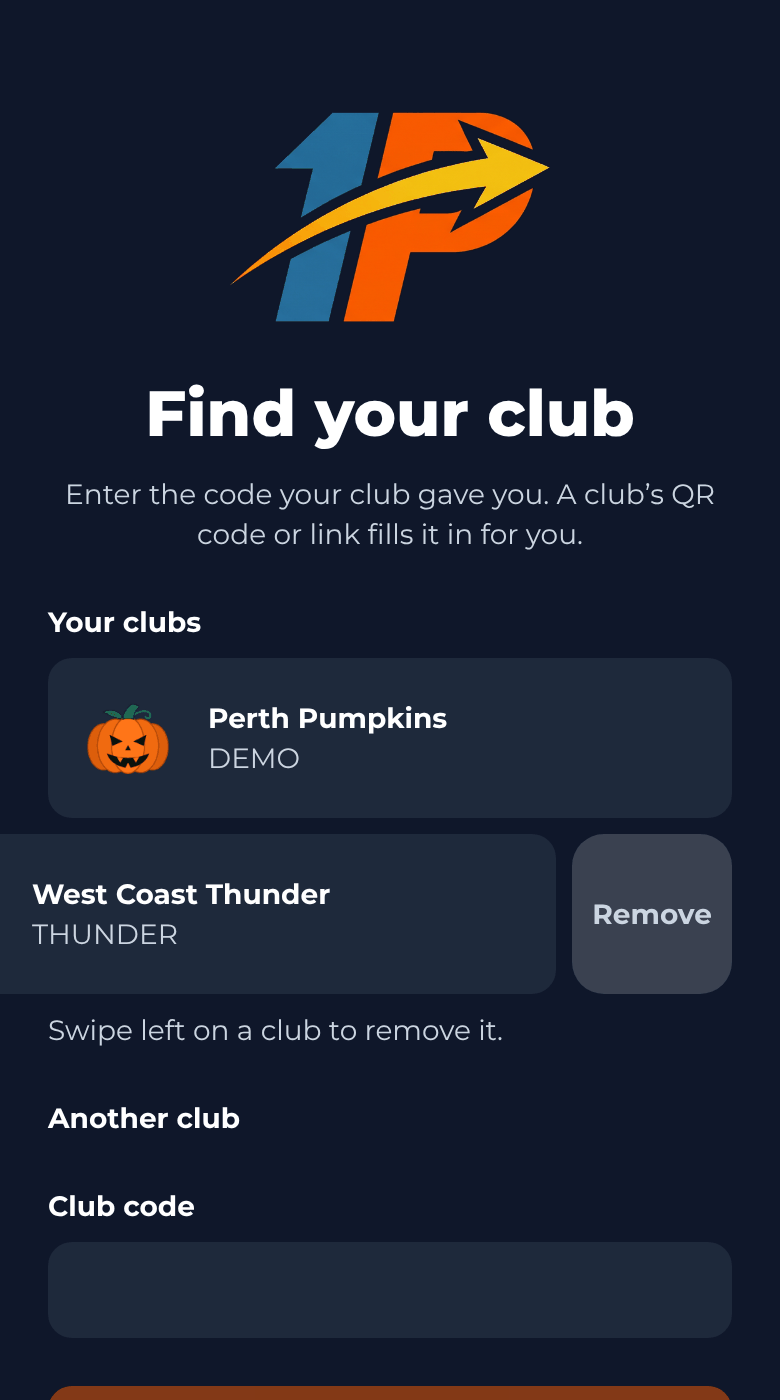 1P
Find your club
Enter the code your club gave you. A club’s QR
code or link fills it in for you.
Your clubs
Perth Pumpkins
DEMO
West Coast Thunder
THUNDER
Remove
Swipe left on a club to remove it.
Another club
Club code